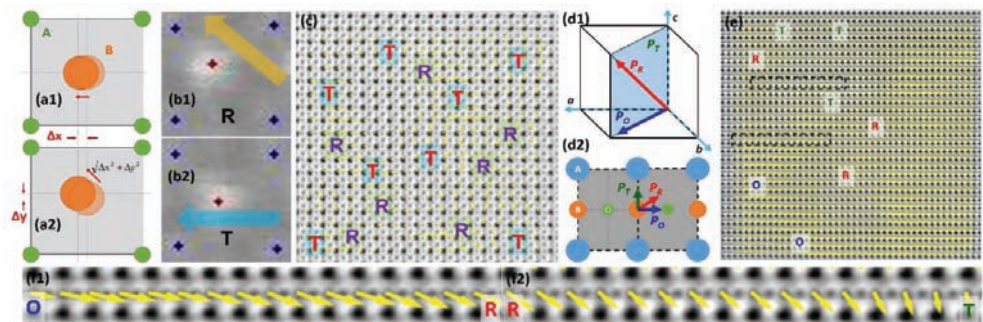 A
B
(a1)
Δx
√Δx² + Δy²
Δy
(a2)
(b1)
R
(b2)
T
(c)
T
T
R
T
T
R
R
T
T
R
R
R
R
T
T
(d1)
c
P_T
P_R
a
P_O
b
(d2)
A
P_T
P_R
B
O
P_O
(e)
T
T
R
T
R
O
R
O
(f1)
O
R
(f2)
R
T